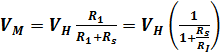 V_M = V_H \frac{R_1}{R_1+R_s} = V_H \left( \frac{1}{1+\frac{R_s}{R_I}} \right)